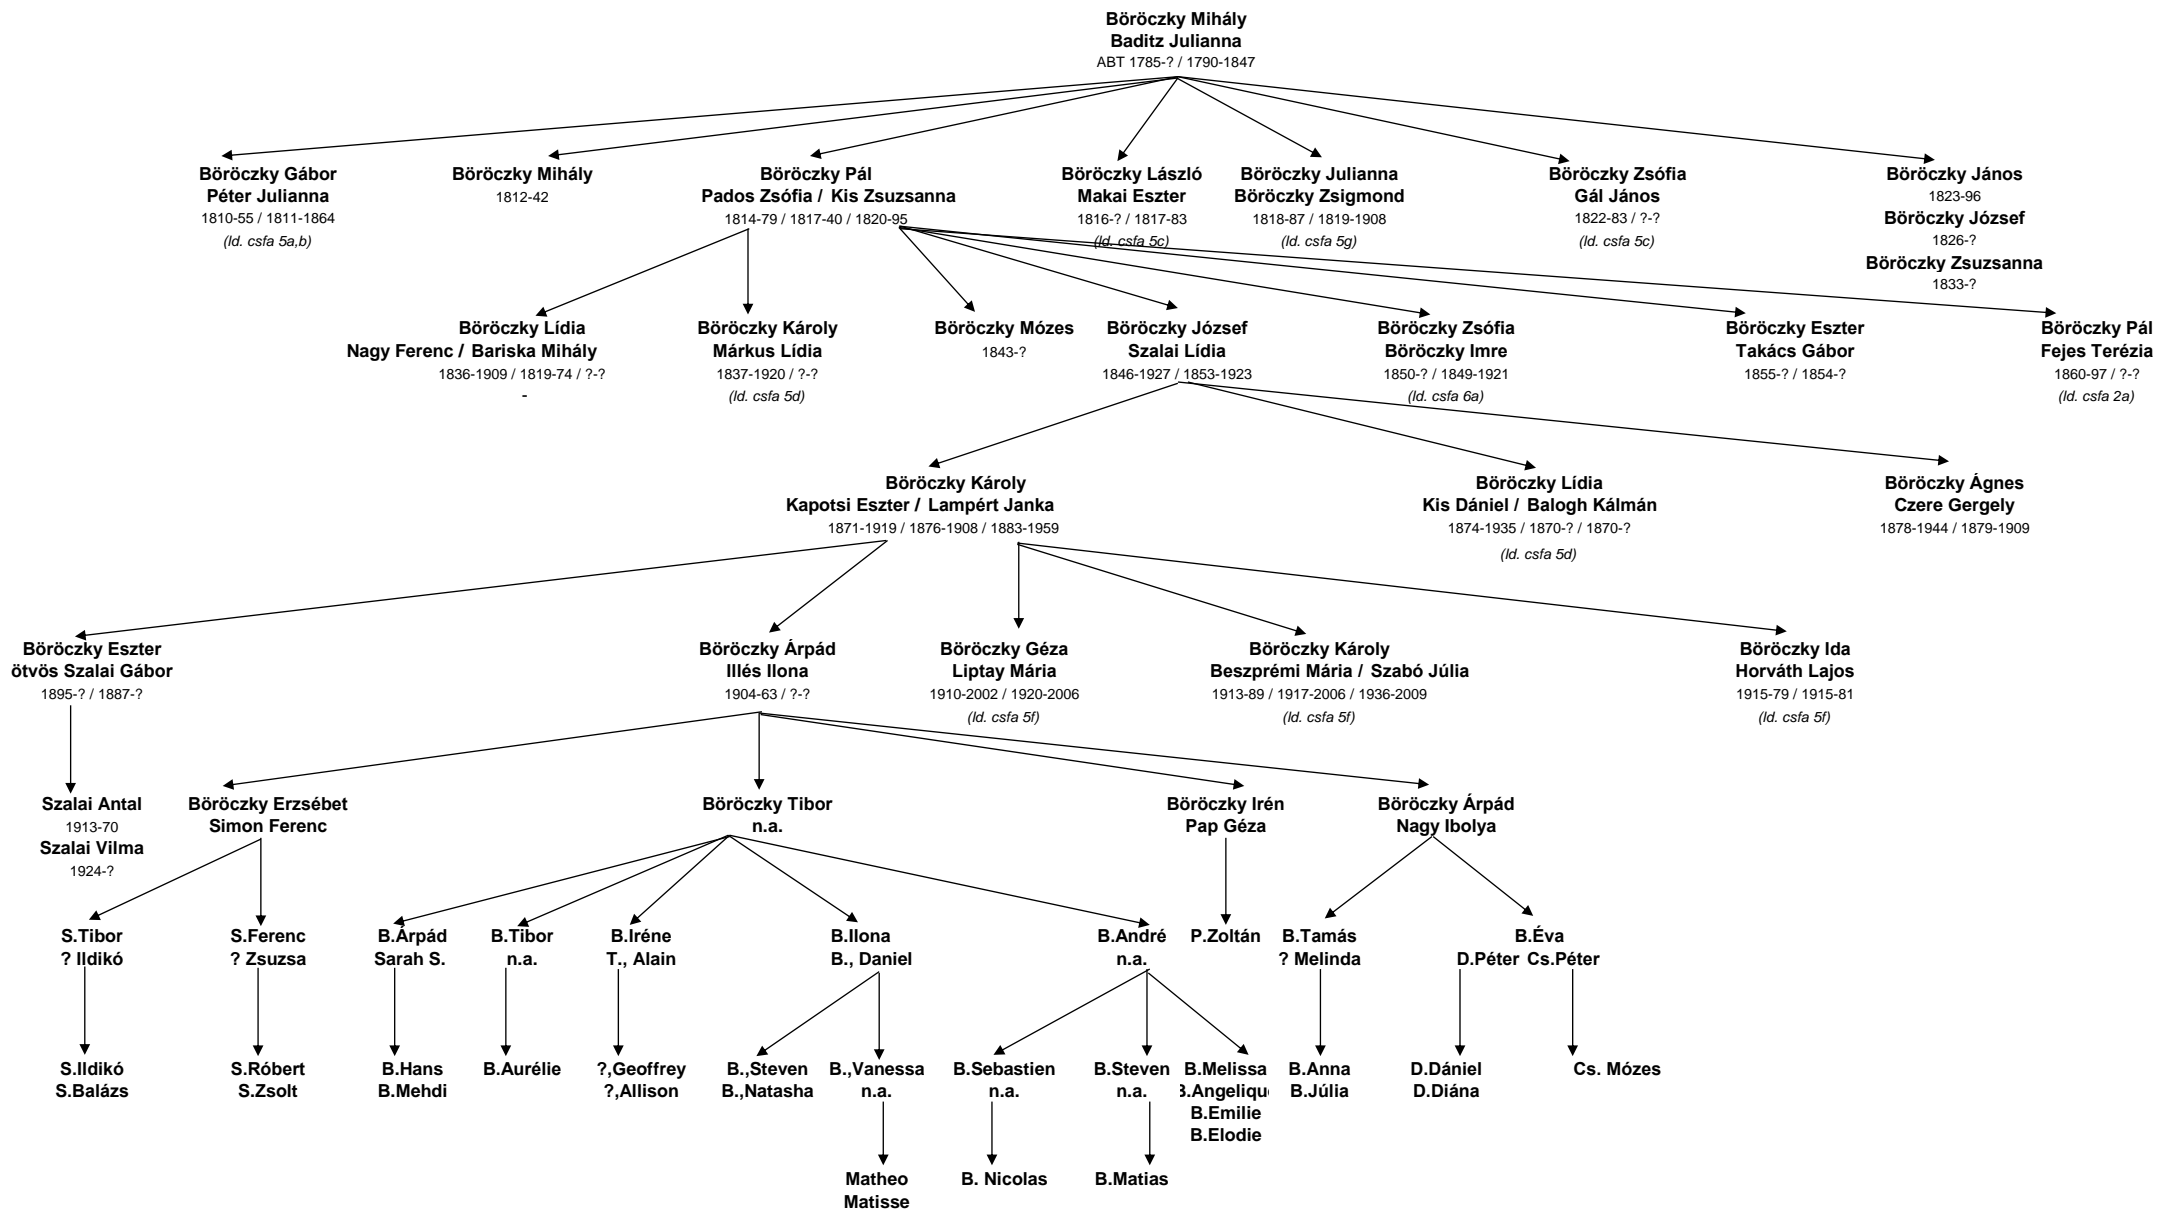 Böröczky Mihály
Baditz Julianna
ABT 1785-? / 1790-1847
Böröczky Gábor
Péter Julianna
1810-55 / 1811-1864
(ld. csfa 5a,b)
Böröczky Mihály
1812-42
Böröczky Pál
Pados Zsófia / Kis Zsuzsanna
1814-79 / 1817-40 / 1820-95
Böröczky László
Makai Eszter
1816-? / 1817-83
(ld. csfa 5c)
Böröczky Julianna
Böröczky Zsigmond
1818-87 / 1819-1908
(ld. csfa 5g)
Böröczky Zsófia
Gál János
1822-83 / ?-?
(ld. csfa 5c)
Böröczky János
1823-96
Böröczky József
1826-?
Böröczky Zsuzsanna
1833-?
Böröczky Lídia
Nagy Ferenc / Bariska Mihály
1836-1909 / 1819-74 / ?-?
-
Böröczky Károly
Márkus Lídia
1837-1920 / ?-?
(ld. csfa 5d)
Böröczky Mózes
1843-?
Böröczky József
Szalai Lídia
1846-1927 / 1853-1923
Böröczky Zsófia
Böröczky Imre
1850-? / 1849-1921
(ld. csfa 6a)
Böröczky Eszter
Takács Gábor
1855-? / 1854-?
Böröczky Pál
Fejes Terézia
1860-97 / ?-?
(ld. csfa 2a)
Böröczky Károly
Kapotsi Eszter / Lampért Janka
1871-1919 / 1876-1908 / 1883-1959
Böröczky Lídia
Kis Dániel / Balogh Kálmán
1874-1935 / 1870-? / 1870-?
(ld. csfa 5d)
Böröczky Ágnes
Czere Gergely
1878-1944 / 1879-1909
Böröczky Eszter
ötvös Szalai Gábor
1895-? / 1887-?
Böröczky Árpád
Illés Ilona
1904-63 / ?-?
Böröczky Géza
Liptay Mária
1910-2002 / 1920-2006
(ld. csfa 5f)
Böröczky Károly
Beszprémi Mária / Szabó Júlia
1913-89 / 1917-2006 / 1936-2009
(ld. csfa 5f)
Böröczky Ida
Horváth Lajos
1915-79 / 1915-81
(ld. csfa 5f)
Szalai Antal
1913-70
Szalai Vilma
1924-?
Böröczky Erzsébet
Simon Ferenc
Böröczky Tibor
n.a.
Böröczky Irén
Pap Géza
Böröczky Árpád
Nagy Ibolya
S.Tibor
? Ildikó
S.Ferenc
? Zsuzsa
B.Árpád
Sarah S.
B.Tibor
n.a.
B.Iréne
T., Alain
B.Ilona
B., Daniel
B.André
n.a.
P.Zoltán
B.Tamás
? Melinda
B.Éva
D.Péter Cs.Péter
S.Ildikó
S.Balázs
S.Róbert
S.Zsolt
B.Hans
B.Mehdi
B.Aurélie
?,Geoffrey
?,Allison
B.,Steven
B.,Natasha
B.,Vanessa
n.a.
B.Sebastien
n.a.
B.Steven
n.a.
B.Melissa
B.Angeliqu
B.Emilie
B.Elodie
B.Anna
B.Júlia
D.Dániel
D.Diána
Cs. Mózes
Matheo
Matisse
B. Nicolas
B.Matias